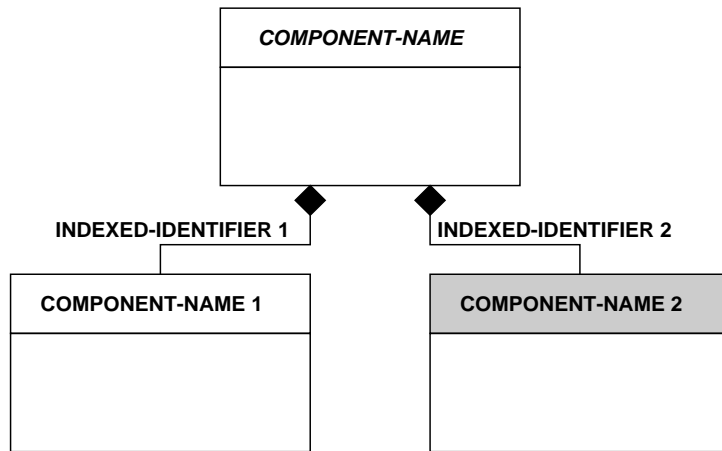 COMPONENT-NAME
INDEXED-IDENTIFIER 1
INDEXED-IDENTIFIER 2
COMPONENT-NAME 1
COMPONENT-NAME 2